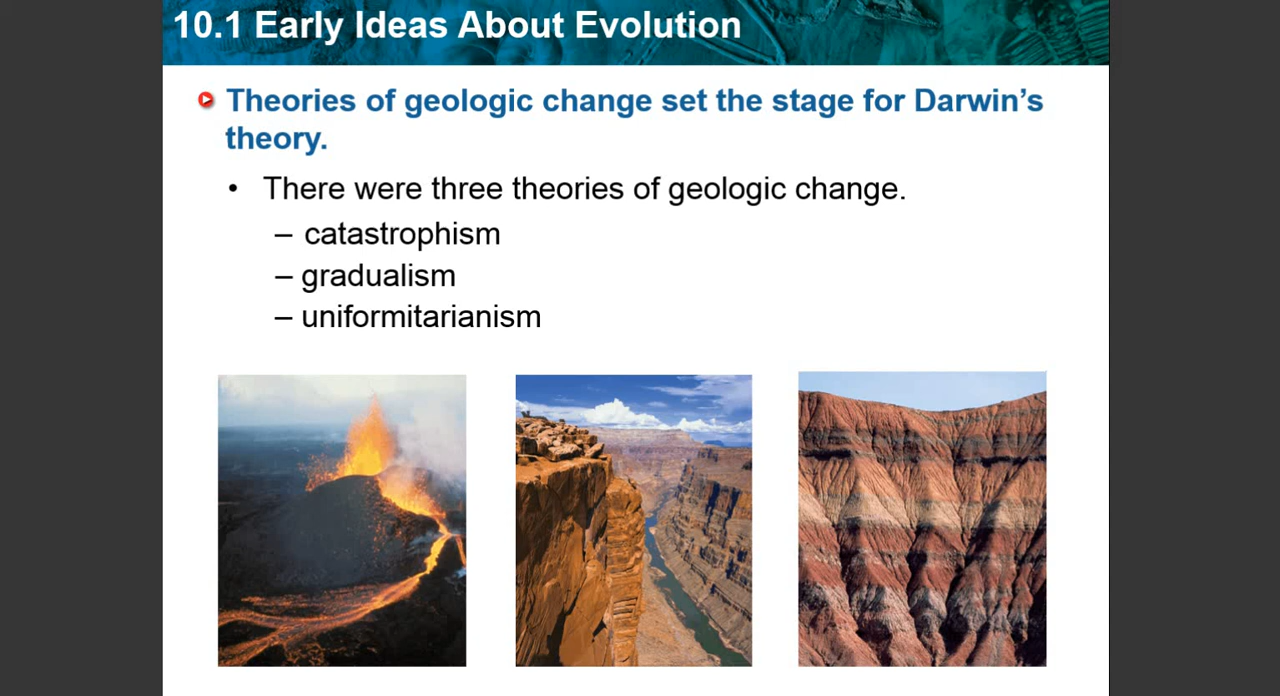 10.1 Early Ideas About Evolution
Theories of geologic change set the stage for Darwin’s
theory.
• There were three theories of geologic change.
– catastrophism
– gradualism
– uniformitarianism